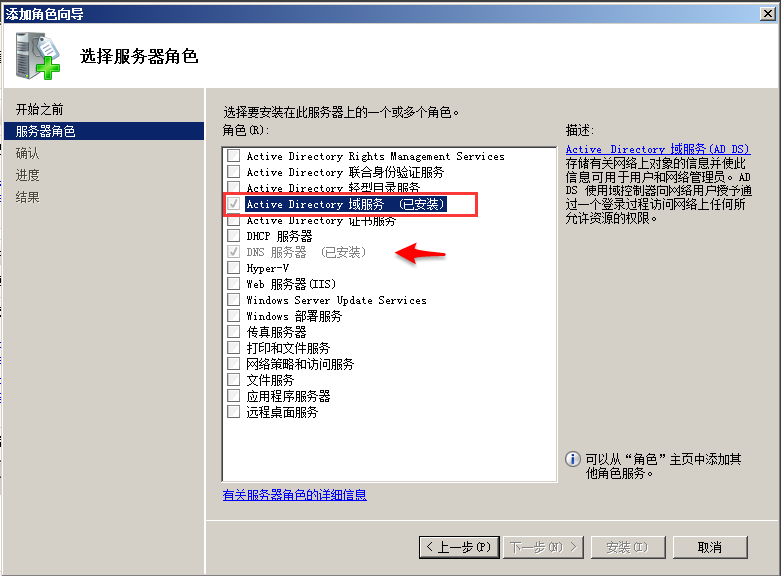 添加角色向导
选择服务器角色
开始之前
服务器角色
确认
进度
结果
选择要安装在此服务器上的一个或多个角色。
角色(R):
Active Directory Rights Management Services
Active Directory 联合身份验证服务
Active Directory 轻型目录服务
Active Directory 域服务 (已安装)
Active Directory 证书服务
DHCP 服务器
DNS 服务器 (已安装)
Hyper-V
Web 服务器(IIS)
Windows Server Update Services
Windows 部署服务
传真服务器
打印和文件服务
网络策略和访问服务
文件服务
应用程序服务器
远程桌面服务
有关服务器角色的详细信息
描述:
Active Directory 域服务(AD DS)
存储有关网络上对象的信息并使此
信息可用于用户和网络管理员。AD
DS 使用域控制器向网络用户授予通
过一个登录过程访问网络上任何所
允许资源的权限。
可以从“角色”主页中添加其
他角色服务。
< 上一步(P)
下一步(N) >
安装(I)
取消